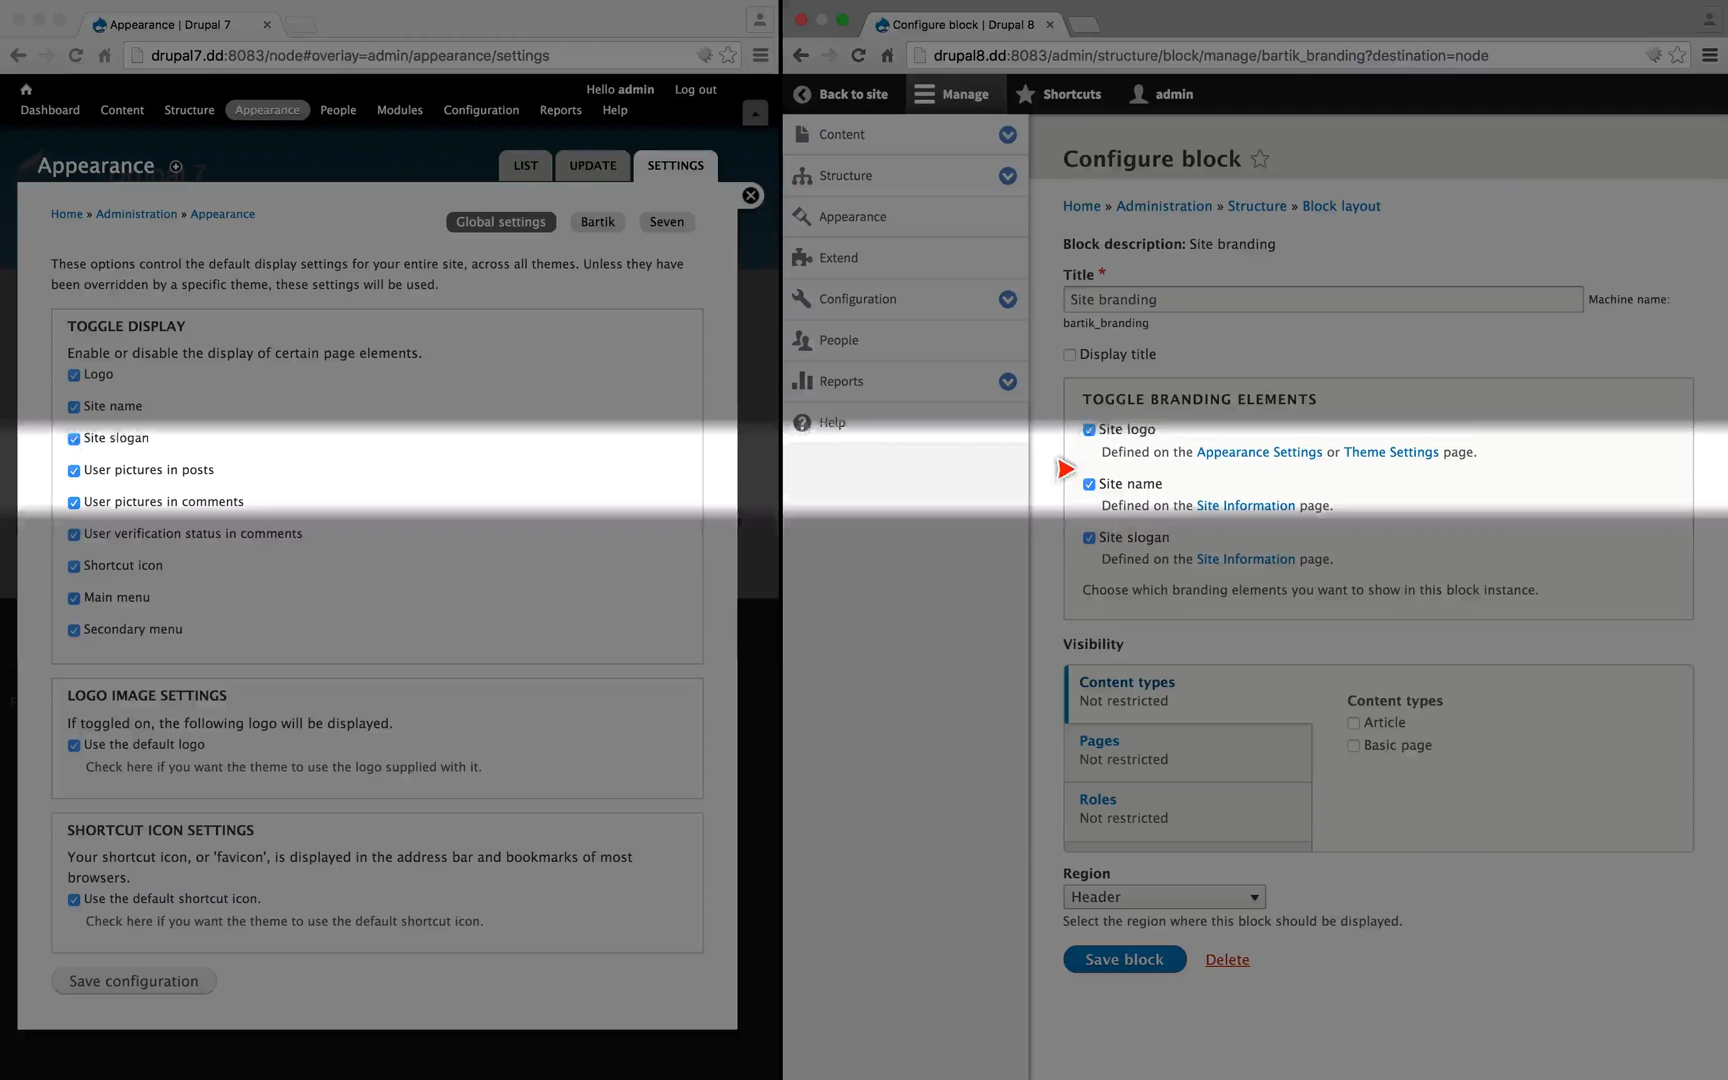 Appearance | Drupal 7
drupal7.dd:8083/node#overlay=admin/appearance/settings
Hello admin Log out
Dashboard Content Structure Appearance People Modules Configuration Reports Help
Appearance
LIST UPDATE SETTINGS
Home » Administration » Appearance
Global settings Bartik Seven
These options control the default display settings for your entire site, across all themes. Unless they have
been overridden by a specific theme, these settings will be used.
TOGGLE DISPLAY
Enable or disable the display of certain page elements.
Logo
Site name
Site slogan
User pictures in posts
User pictures in comments
User verification status in comments
Shortcut icon
Main menu
Secondary menu
LOGO IMAGE SETTINGS
If toggled on, the following logo will be displayed.
Use the default logo
Check here if you want the theme to use the logo supplied with it.
SHORTCUT ICON SETTINGS
Your shortcut icon, or 'favicon', is displayed in the address bar and bookmarks of most
browsers.
Use the default shortcut icon.
Check here if you want the theme to use the default shortcut icon.
Save configuration
Configure block | Drupal 8
drupal8.dd:8083/admin/structure/block/manage/bartik_branding?destination=node
Back to site Manage Shortcuts admin
Content
Structure
Appearance
Extend
Configuration
People
Reports
Help
Configure block
Home » Administration » Structure » Block layout
Block description: Site branding
Title *
Site branding Machine name:
bartik_branding
Display title
TOGGLE BRANDING ELEMENTS
Site logo
Defined on the Appearance Settings or Theme Settings page.
Site name
Defined on the Site Information page.
Site slogan
Defined on the Site Information page.
Choose which branding elements you want to show in this block instance.
Visibility
Content types
Not restricted
Pages
Not restricted
Roles
Not restricted
Content types
Article
Basic page
Region
Header
Select the region where this block should be displayed.
Save block Delete